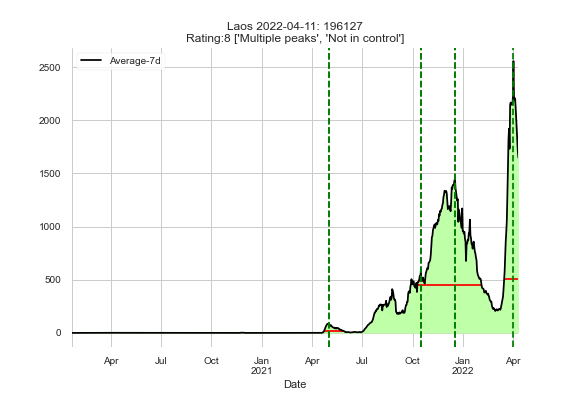 Laos 2022-04-11: 196127
Rating:8 ['Multiple peaks', 'Not in control']
Average-7d
2500
2000
1500
1000
500
0
Apr Jul Oct Jan Apr Jul Oct Jan Apr
2021 2022
Date